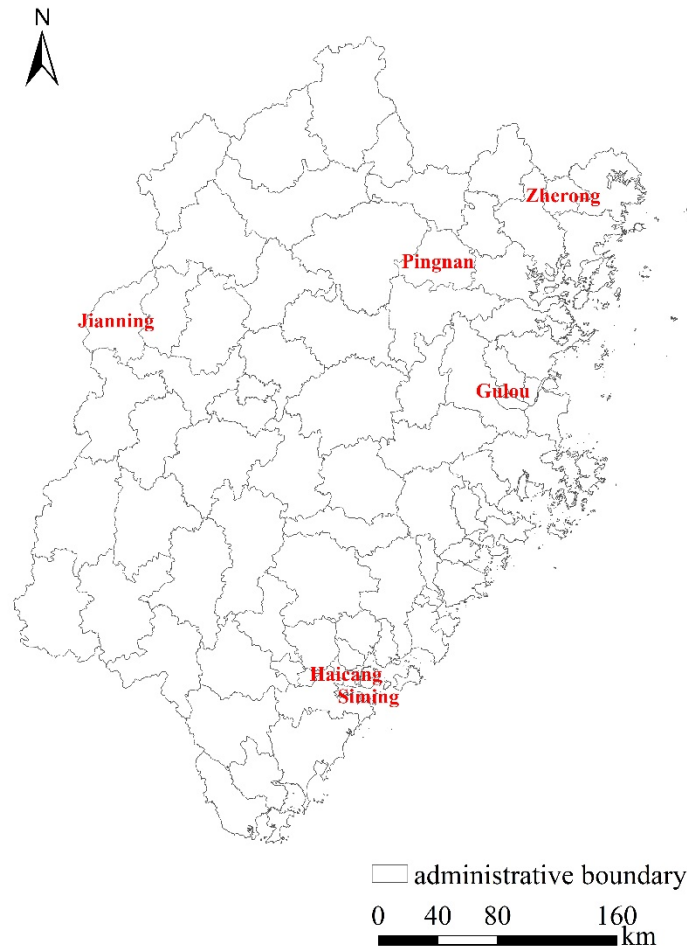 N
Zherong
Pingnan
Jianning
Gulou
Haicang
Siming
administrative boundary
0 40 80 160
km